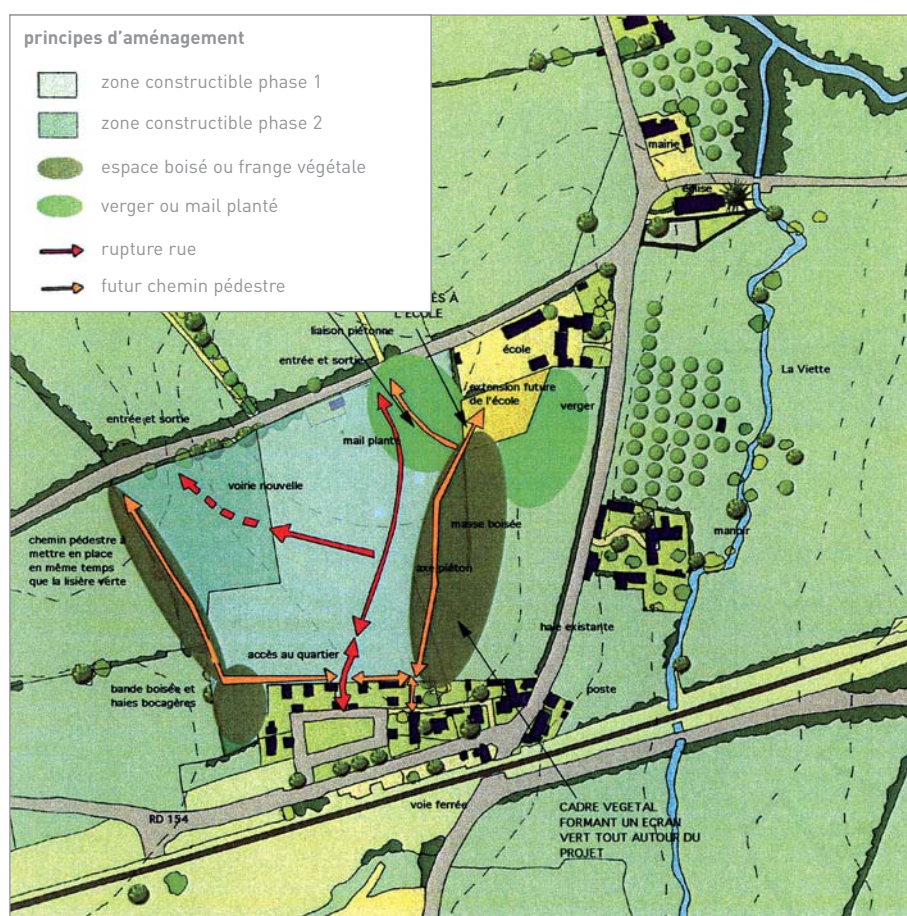 principes d'aménagement
zone constructible phase 1
zone constructible phase 2
espace boisé ou frange végétale
verger ou mail planté
rupture rue
futur chemin pédestre
mairie
église
ÈS À
L'ÉCOLE
liaison piétonne
école
entrée et sortie
La Viette
extension future
de l'école
verger
entrée et sortie
mail planté
voirie nouvelle
masse boisée
manoir
chemin pédestre à
mettre en place
en même temps
que la lisière verte
axe piéton
haie existante
accès au quartier
bande boisée et
haies bocagères
poste
voie ferrée
CADRE VEGETAL
FORMANT UN ECRAN
VERT TOUT AUTOUR DU
PROJET
RD 154